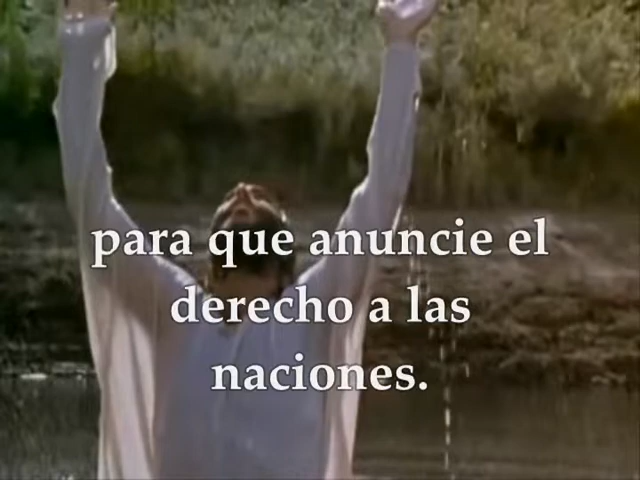 para que anuncie el
derecho a las
naciones.